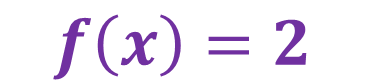 f(x) = 2